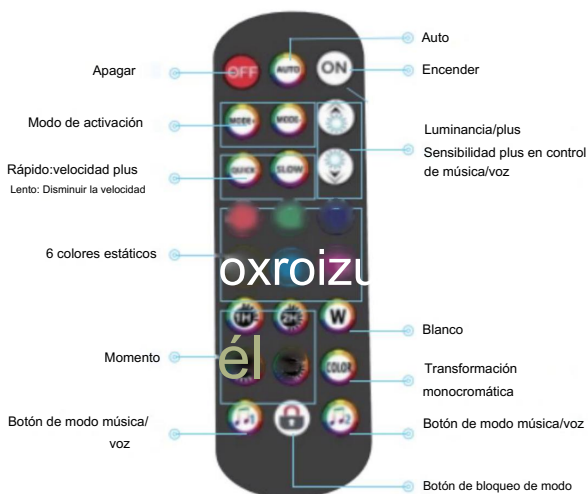 Auto
OFF
AUTO
ON
Apagar
Encender
MODE+
MODE-
Modo de activación
Luminancia/plus
Sensibilidad plus en control
de música/voz
Rápido:velocidad plus
Lento: Disminuir la velocidad
QUICK
SLOW
6 colores estáticos
oxroizu
1H
2H
W
Blanco
Momento
él
COLOR
Transformación
monocromática
Botón de modo música/
voz
1
2
Botón de modo música/voz
Botón de bloqueo de modo